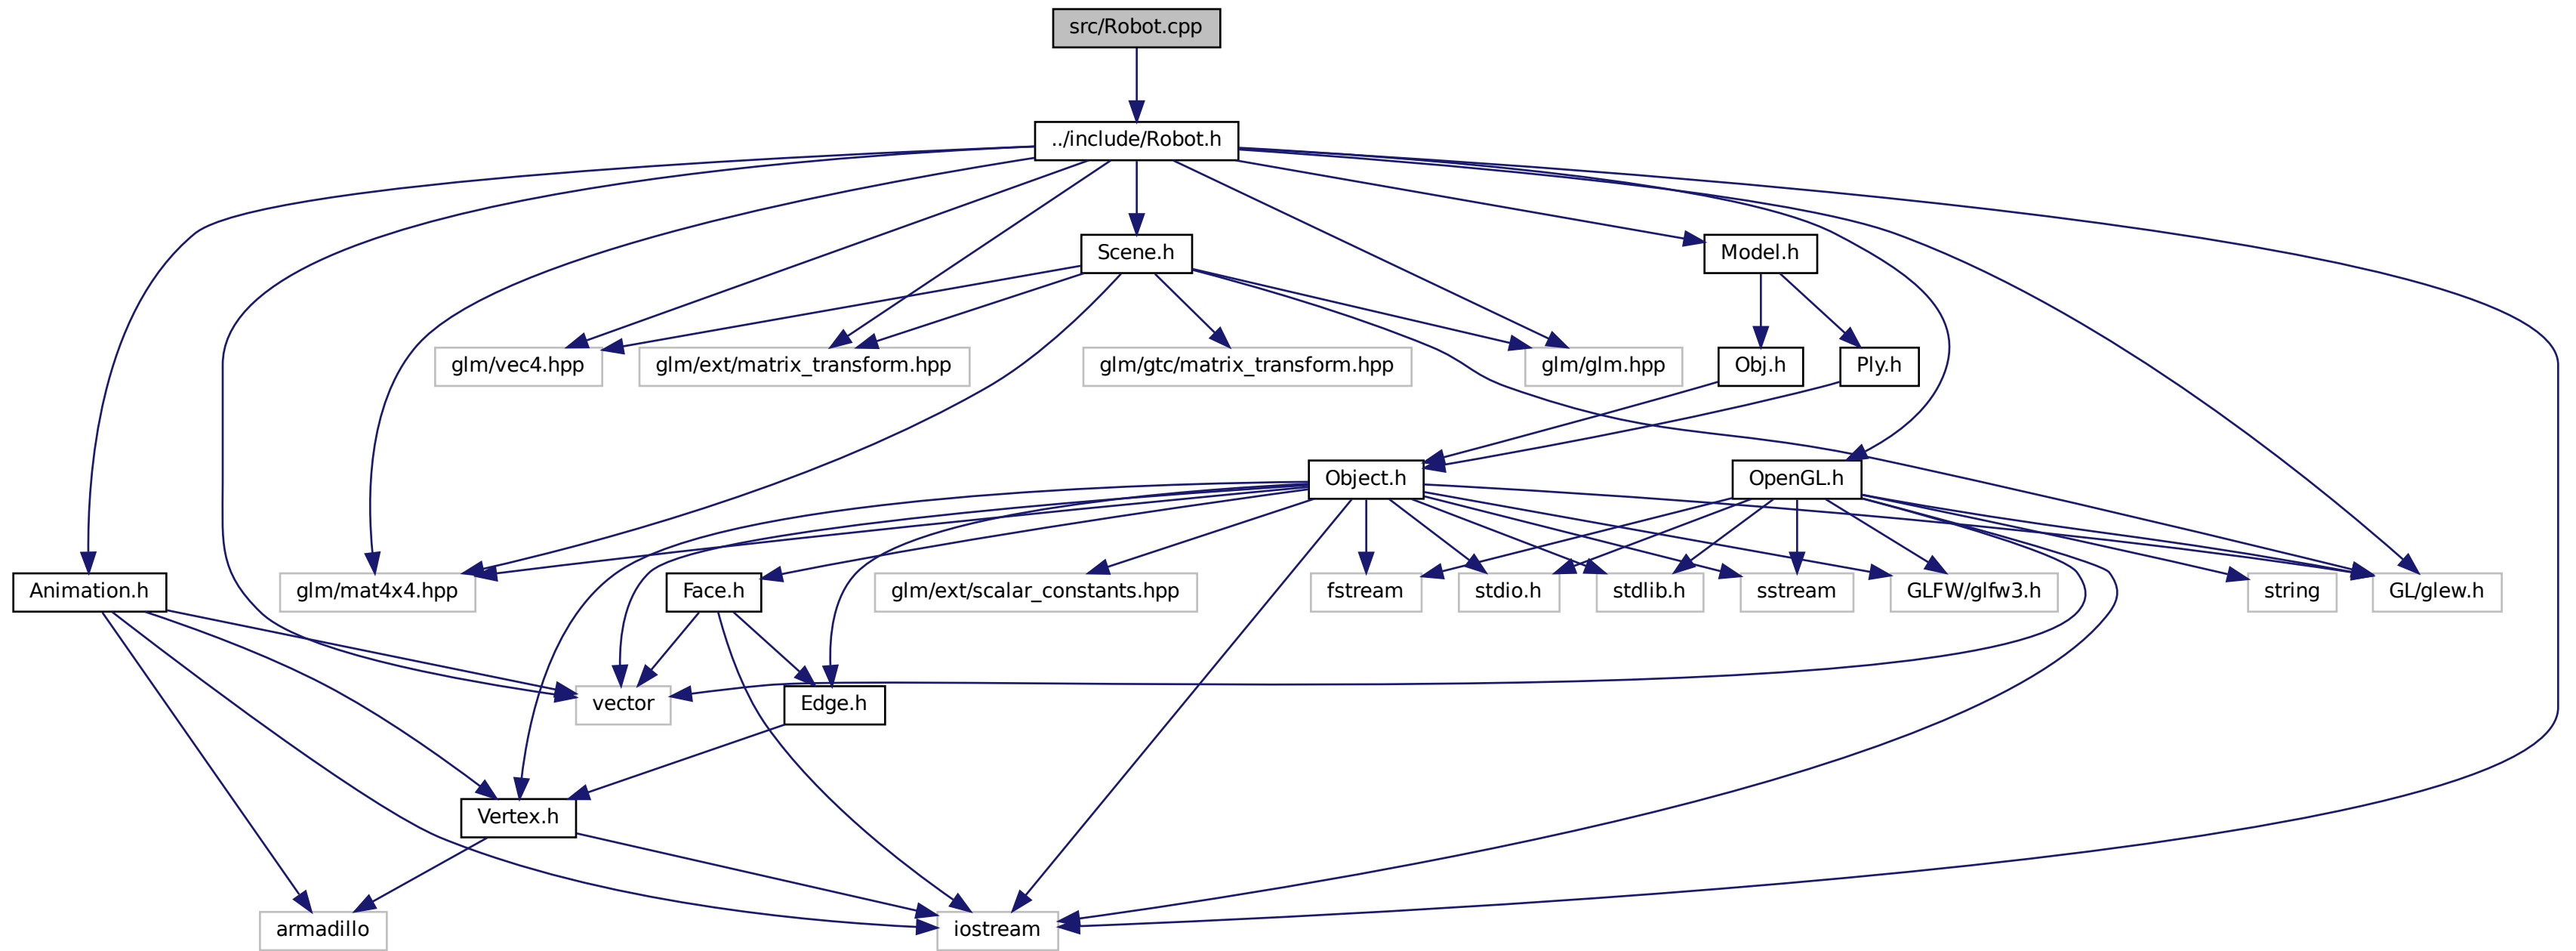 src/Robot.cpp
../include/Robot.h
Scene.h
Model.h
glm/vec4.hpp
glm/ext/matrix_transform.hpp
glm/gtc/matrix_transform.hpp
glm/glm.hpp
Obj.h
Ply.h
Object.h
OpenGL.h
Animation.h
glm/mat4x4.hpp
Face.h
glm/ext/scalar_constants.hpp
fstream
stdio.h
stdlib.h
sstream
GLFW/glfw3.h
string
GL/glew.h
vector
Edge.h
Vertex.h
armadillo
iostream